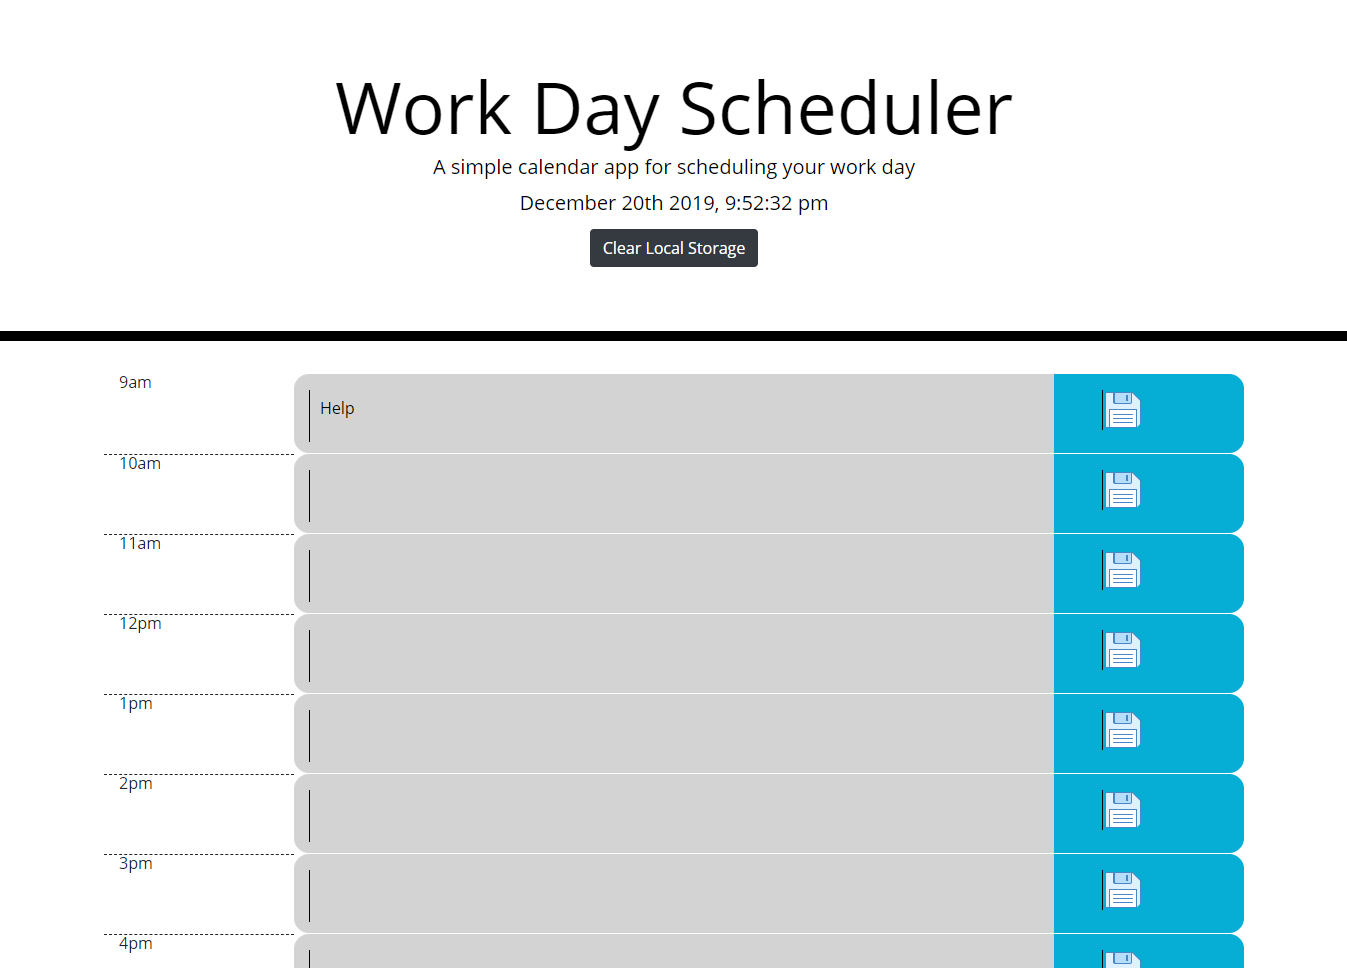 Work Day Scheduler
A simple calendar app for scheduling your work day
December 20th 2019, 9:52:32 pm
Clear Local Storage
9am
Help
10am
11am
12pm
1pm
2pm
3pm
4pm